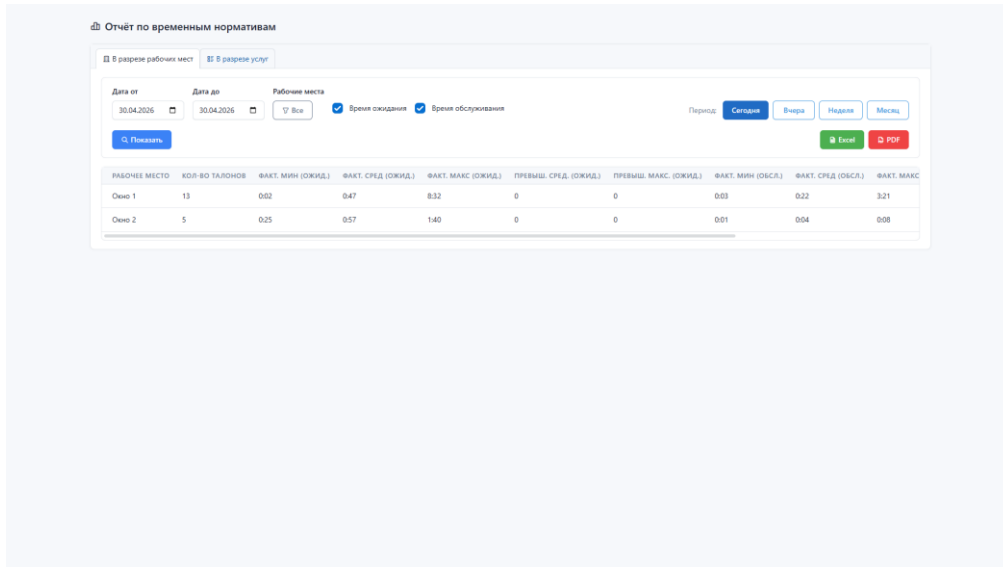 Отчёт по временным нормативам
В разрезе рабочих мест В разрезе услуг
Дата от Дата до Рабочие места
30.04.2026 30.04.2026 Все Время ожидания Время обслуживания Период: Сегодня Вчера Неделя Месяц
Показать Excel PDF
РАБОЧЕЕ МЕСТО КОЛ-ВО ТАЛОНОВ ФАКТ. МИН (ОЖИД.) ФАКТ. СРЕД (ОЖИД.) ФАКТ. МАКС (ОЖИД.) ПРЕВЫШ. СРЕД. (ОЖИД.) ПРЕВЫШ. МАКС. (ОЖИД.) ФАКТ. МИН (ОБСЛ.) ФАКТ. СРЕД (ОБСЛ.) ФАКТ. МАКС
Окно 1 13 0:02 0:47 8:32 0 0 0:03 0:22 3:21
Окно 2 5 0:25 0:57 1:40 0 0 0:01 0:04 0:08